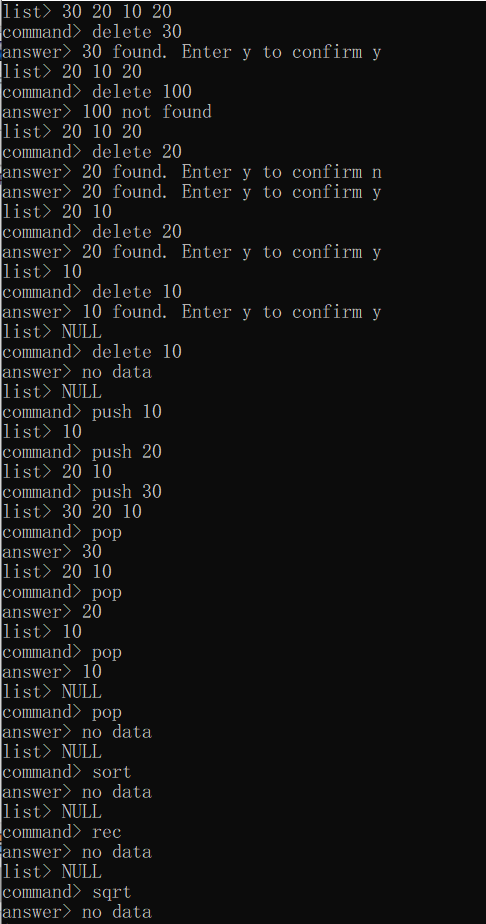 list> 30 20 10 20
command> delete 30
answer> 30 found. Enter y to confirm y
list> 20 10 20
command> delete 100
answer> 100 not found
list> 20 10 20
command> delete 20
answer> 20 found. Enter y to confirm n
answer> 20 found. Enter y to confirm y
list> 20 10
command> delete 20
answer> 20 found. Enter y to confirm y
list> 10
command> delete 10
answer> 10 found. Enter y to confirm y
list> NULL
command> delete 10
answer> no data
list> NULL
command> push 10
list> 10
command> push 20
list> 20 10
command> push 30
list> 30 20 10
command> pop
answer> 30
list> 20 10
command> pop
answer> 20
list> 10
command> pop
answer> 10
list> NULL
command> pop
answer> no data
list> NULL
command> sort
answer> no data
list> NULL
command> rec
answer> no data
list> NULL
command> sqrt
answer> no data